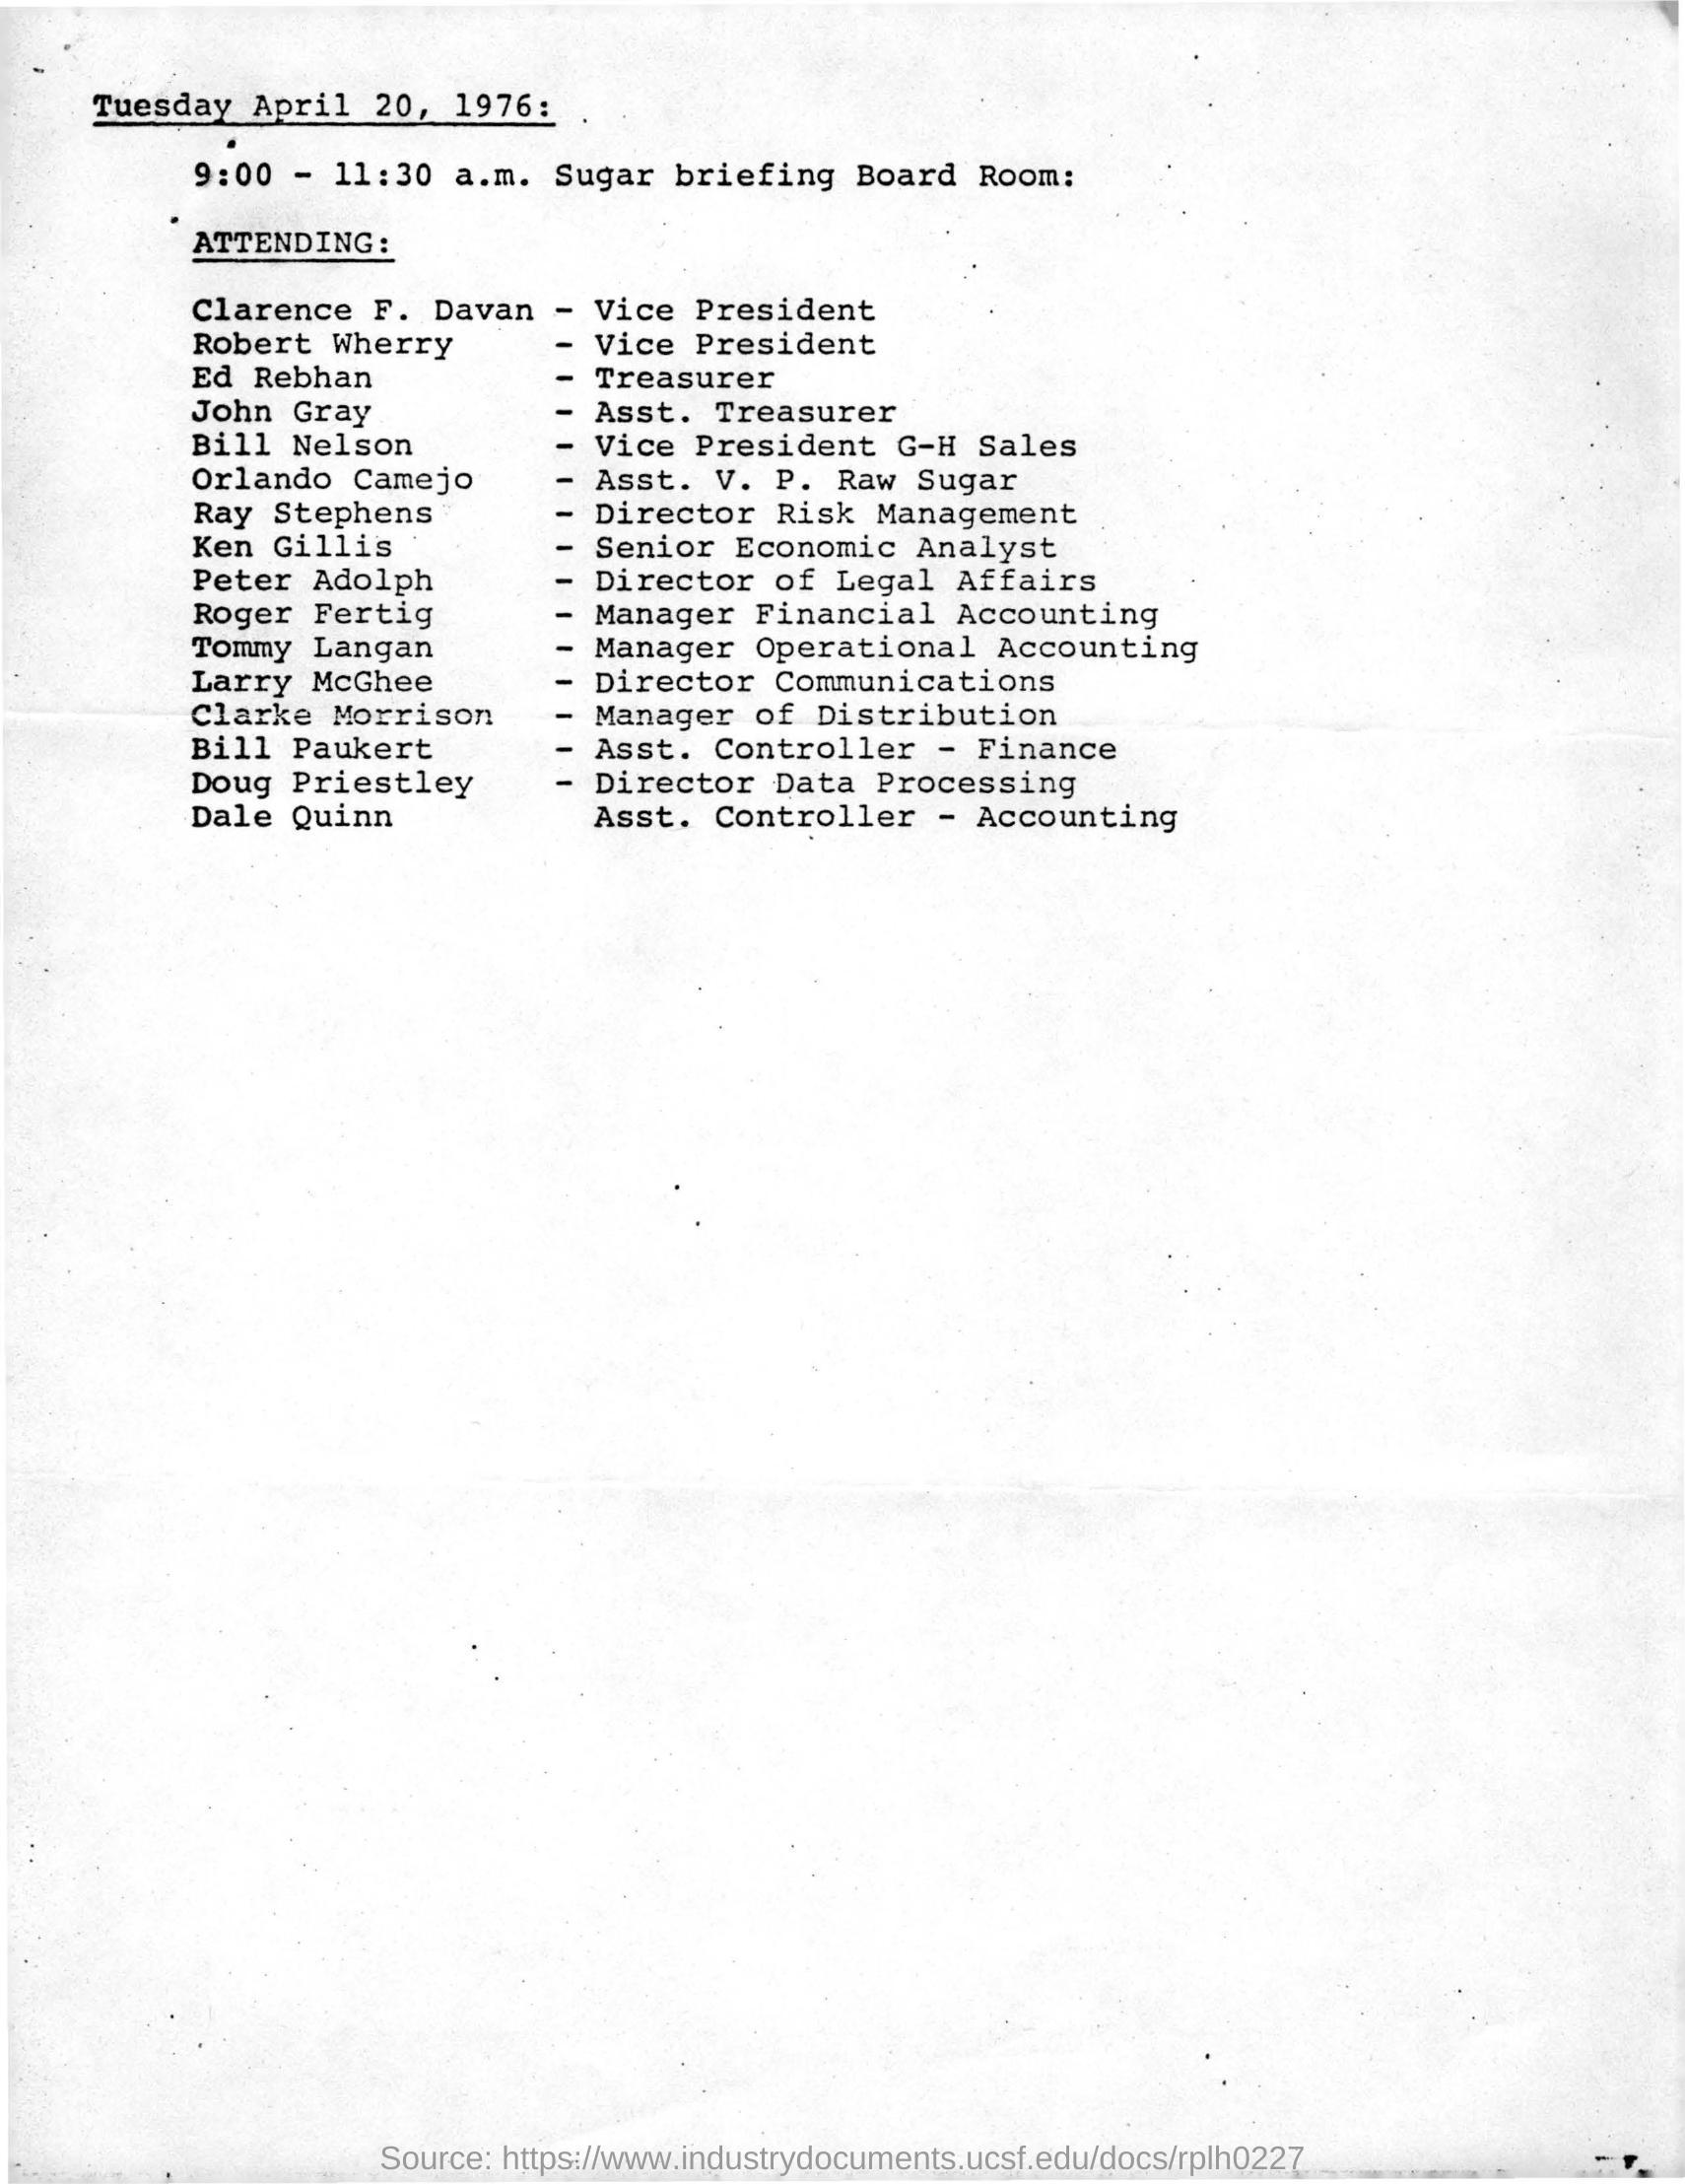 Tuesday April 20, 1976:
9:00 - 11:30 a.m. Sugar briefing Board Room:
ATTENDING:
Clarence F. Davan - Vice President
Robert Wherry - Vice President
Ed Rebhan - Treasurer
John Gray - Asst. Treasurer
Bill Nelson - Vice President G-H Sales
Orlando Camejo - Asst. V. P. Raw Sugar
Ray Stephens - Director Risk Management
Ken Gillis - Senior Economic Analyst
Peter Adolph - Director of Legal Affairs
Roger Fertig - Manager Financial Accounting
Tommy Langan - Manager Operational Accounting
Larry McGhee - Director Communications
Clarke Morrison - Manager of Distribution
Bill Paukert - Asst. Controller - Finance
Doug Priestley - Director Data Processing
Dale Quinn Asst. Controller - Accounting
Source: https://www.industrydocuments.ucsf.edu/docs/rplh0227